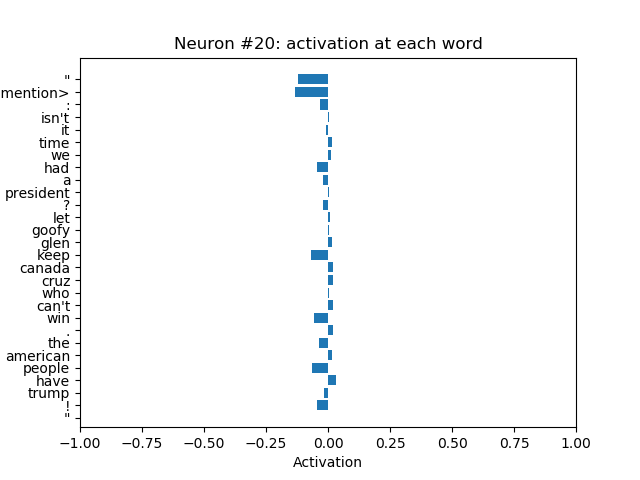 Neuron #20: activation at each word
"
mention>
:
isn't
it
time
we
had
a
president
?
let
goofy
glen
keep
canada
cruz
who
can't
win
.
the
american
people
have
trump
!
"
−1.00 −0.75 −0.50 −0.25 0.00 0.25 0.50 0.75 1.00
Activation